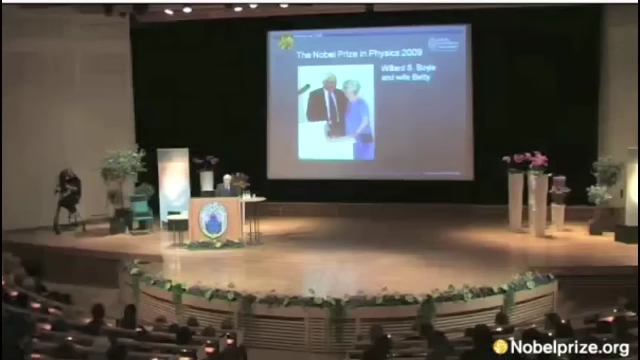 The Nobel Prize in Physics 2009
Willard S. Boyle
and wife Betty
Nobelprize.org